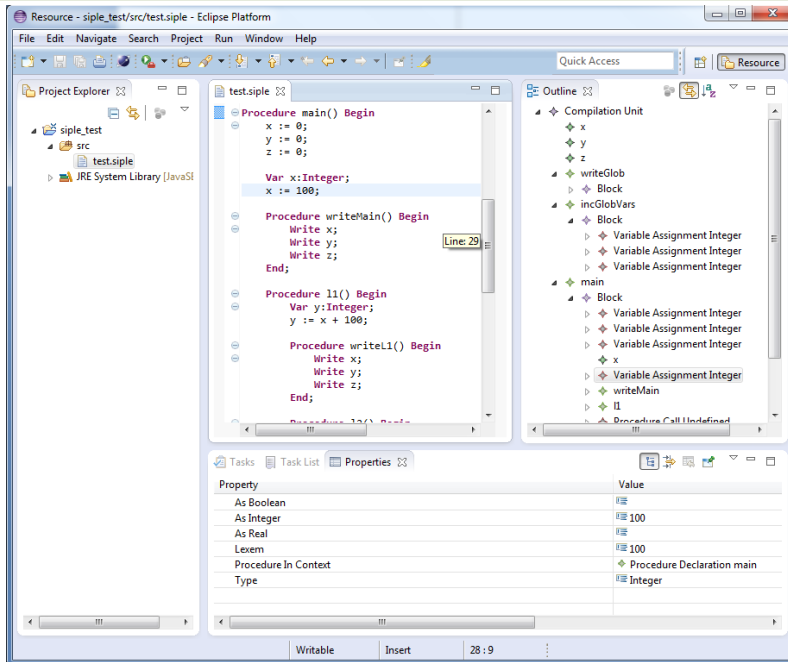 Resource - siple_test/src/test.siple - Eclipse Platform
File Edit Navigate Search Project Run Window Help
Quick Access
Resource
Project Explorer
siple_test
src
test.siple
JRE System Library [JavaSE
test.siple
Procedure main() Begin
x := 0;
y := 0;
z := 0;
Var x:Integer;
x := 100;
Procedure writeMain() Begin
Write x;
Write y;
Write z;
End;
Line: 29
Procedure l1() Begin
Var y:Integer;
y := x + 100;
Procedure writeL1() Begin
Write x;
Write y;
Write z;
End;
Procedure l2() Begin
Outline
Compilation Unit
x
y
z
writeGlob
Block
incGlobVars
Block
Variable Assignment Integer
Variable Assignment Integer
Variable Assignment Integer
main
Block
Variable Assignment Integer
Variable Assignment Integer
Variable Assignment Integer
x
Variable Assignment Integer
writeMain
l1
Procedure Call Undefined
Tasks Task List Properties
Property Value
As Boolean
As Integer 100
As Real
Lexem 100
Procedure In Context Procedure Declaration main
Type Integer
Writable Insert 28 : 9